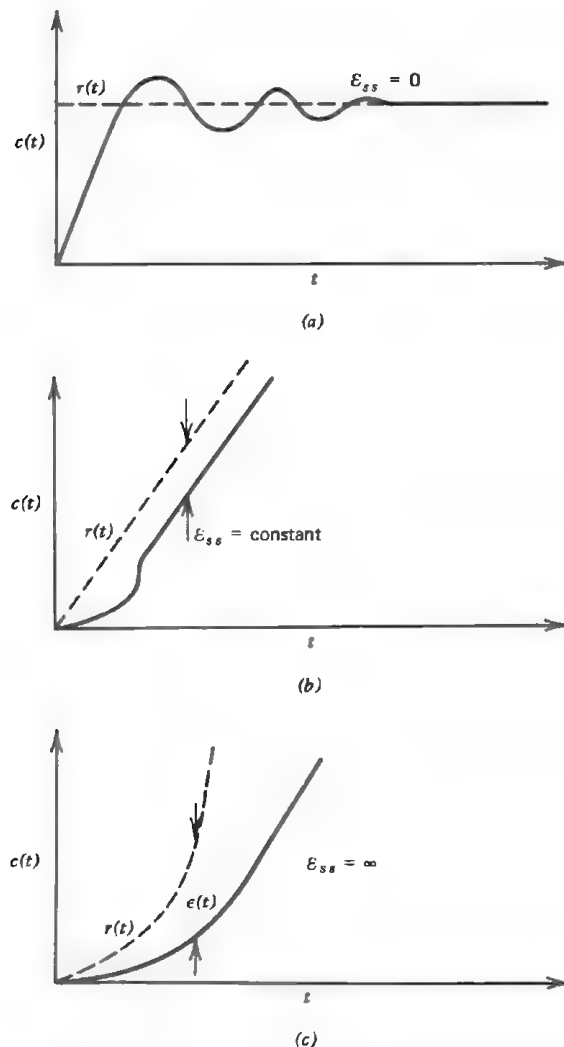 r(t)
ℰss = 0
c(t)
t
(a)
c(t)
r(t)
ℰss = constant
t
(b)
c(t)
r(t)
ϵ(t)
ℰss = ∞
t
(c)